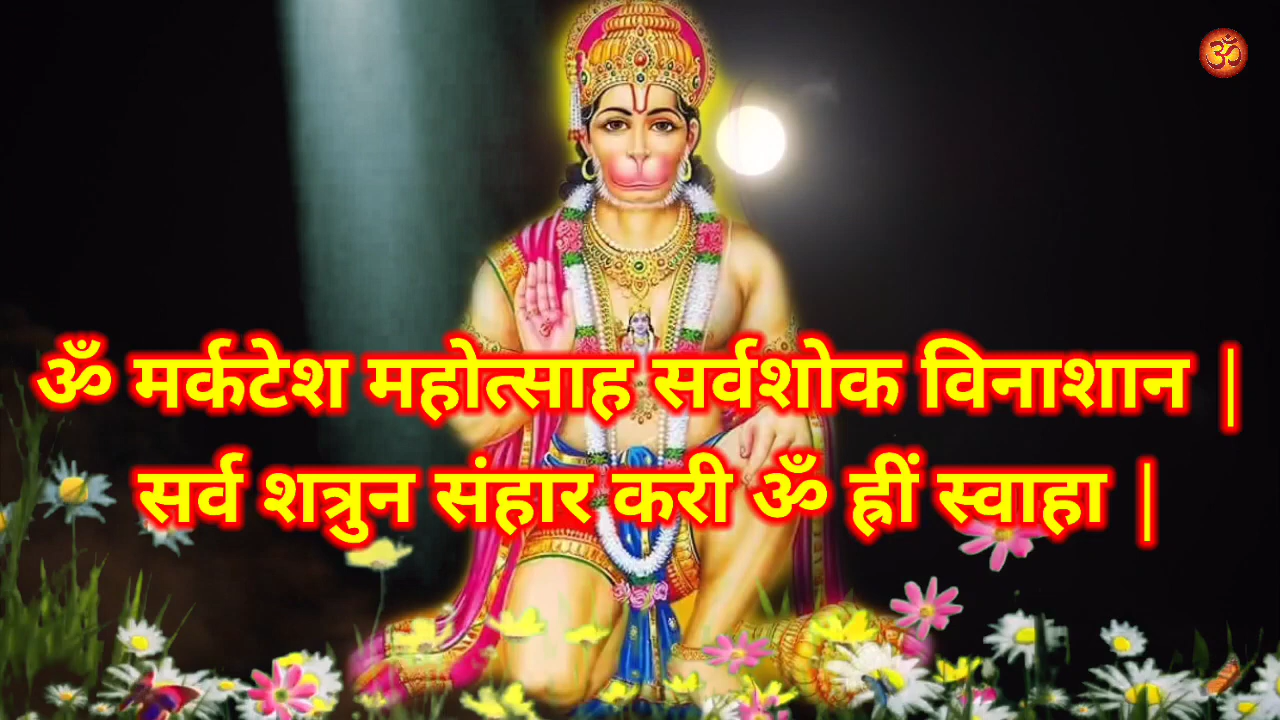 ॐ
ॐ मर्कटेश महोत्साह सर्वशोक विनाशान |
सर्व शत्रुन संहार करी ॐ ह्रीं स्वाहा |